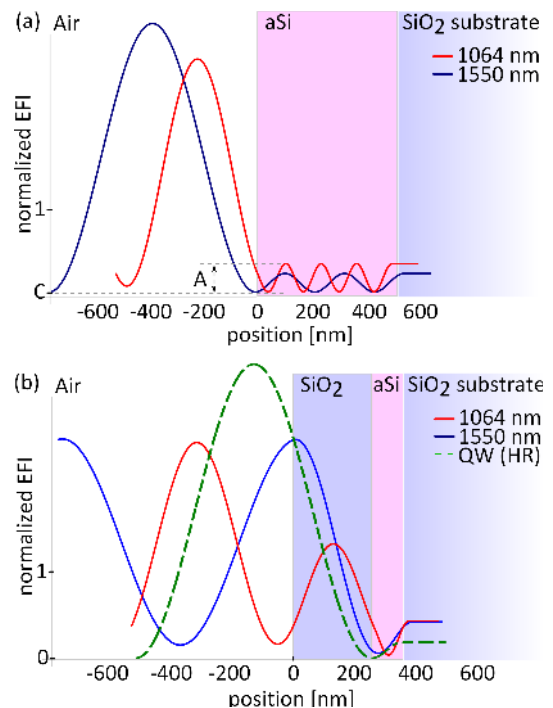 (a) Air aSi SiO2 substrate
1064 nm
1550 nm
normalized EFI
1
A
C
-600 -400 -200 0 200 400 600
position [nm]
(b) Air SiO2 aSi SiO2 substrate
1064 nm
1550 nm
QW (HR)
normalized EFI
1
0
-600 -400 -200 0 200 400 600
position [nm]